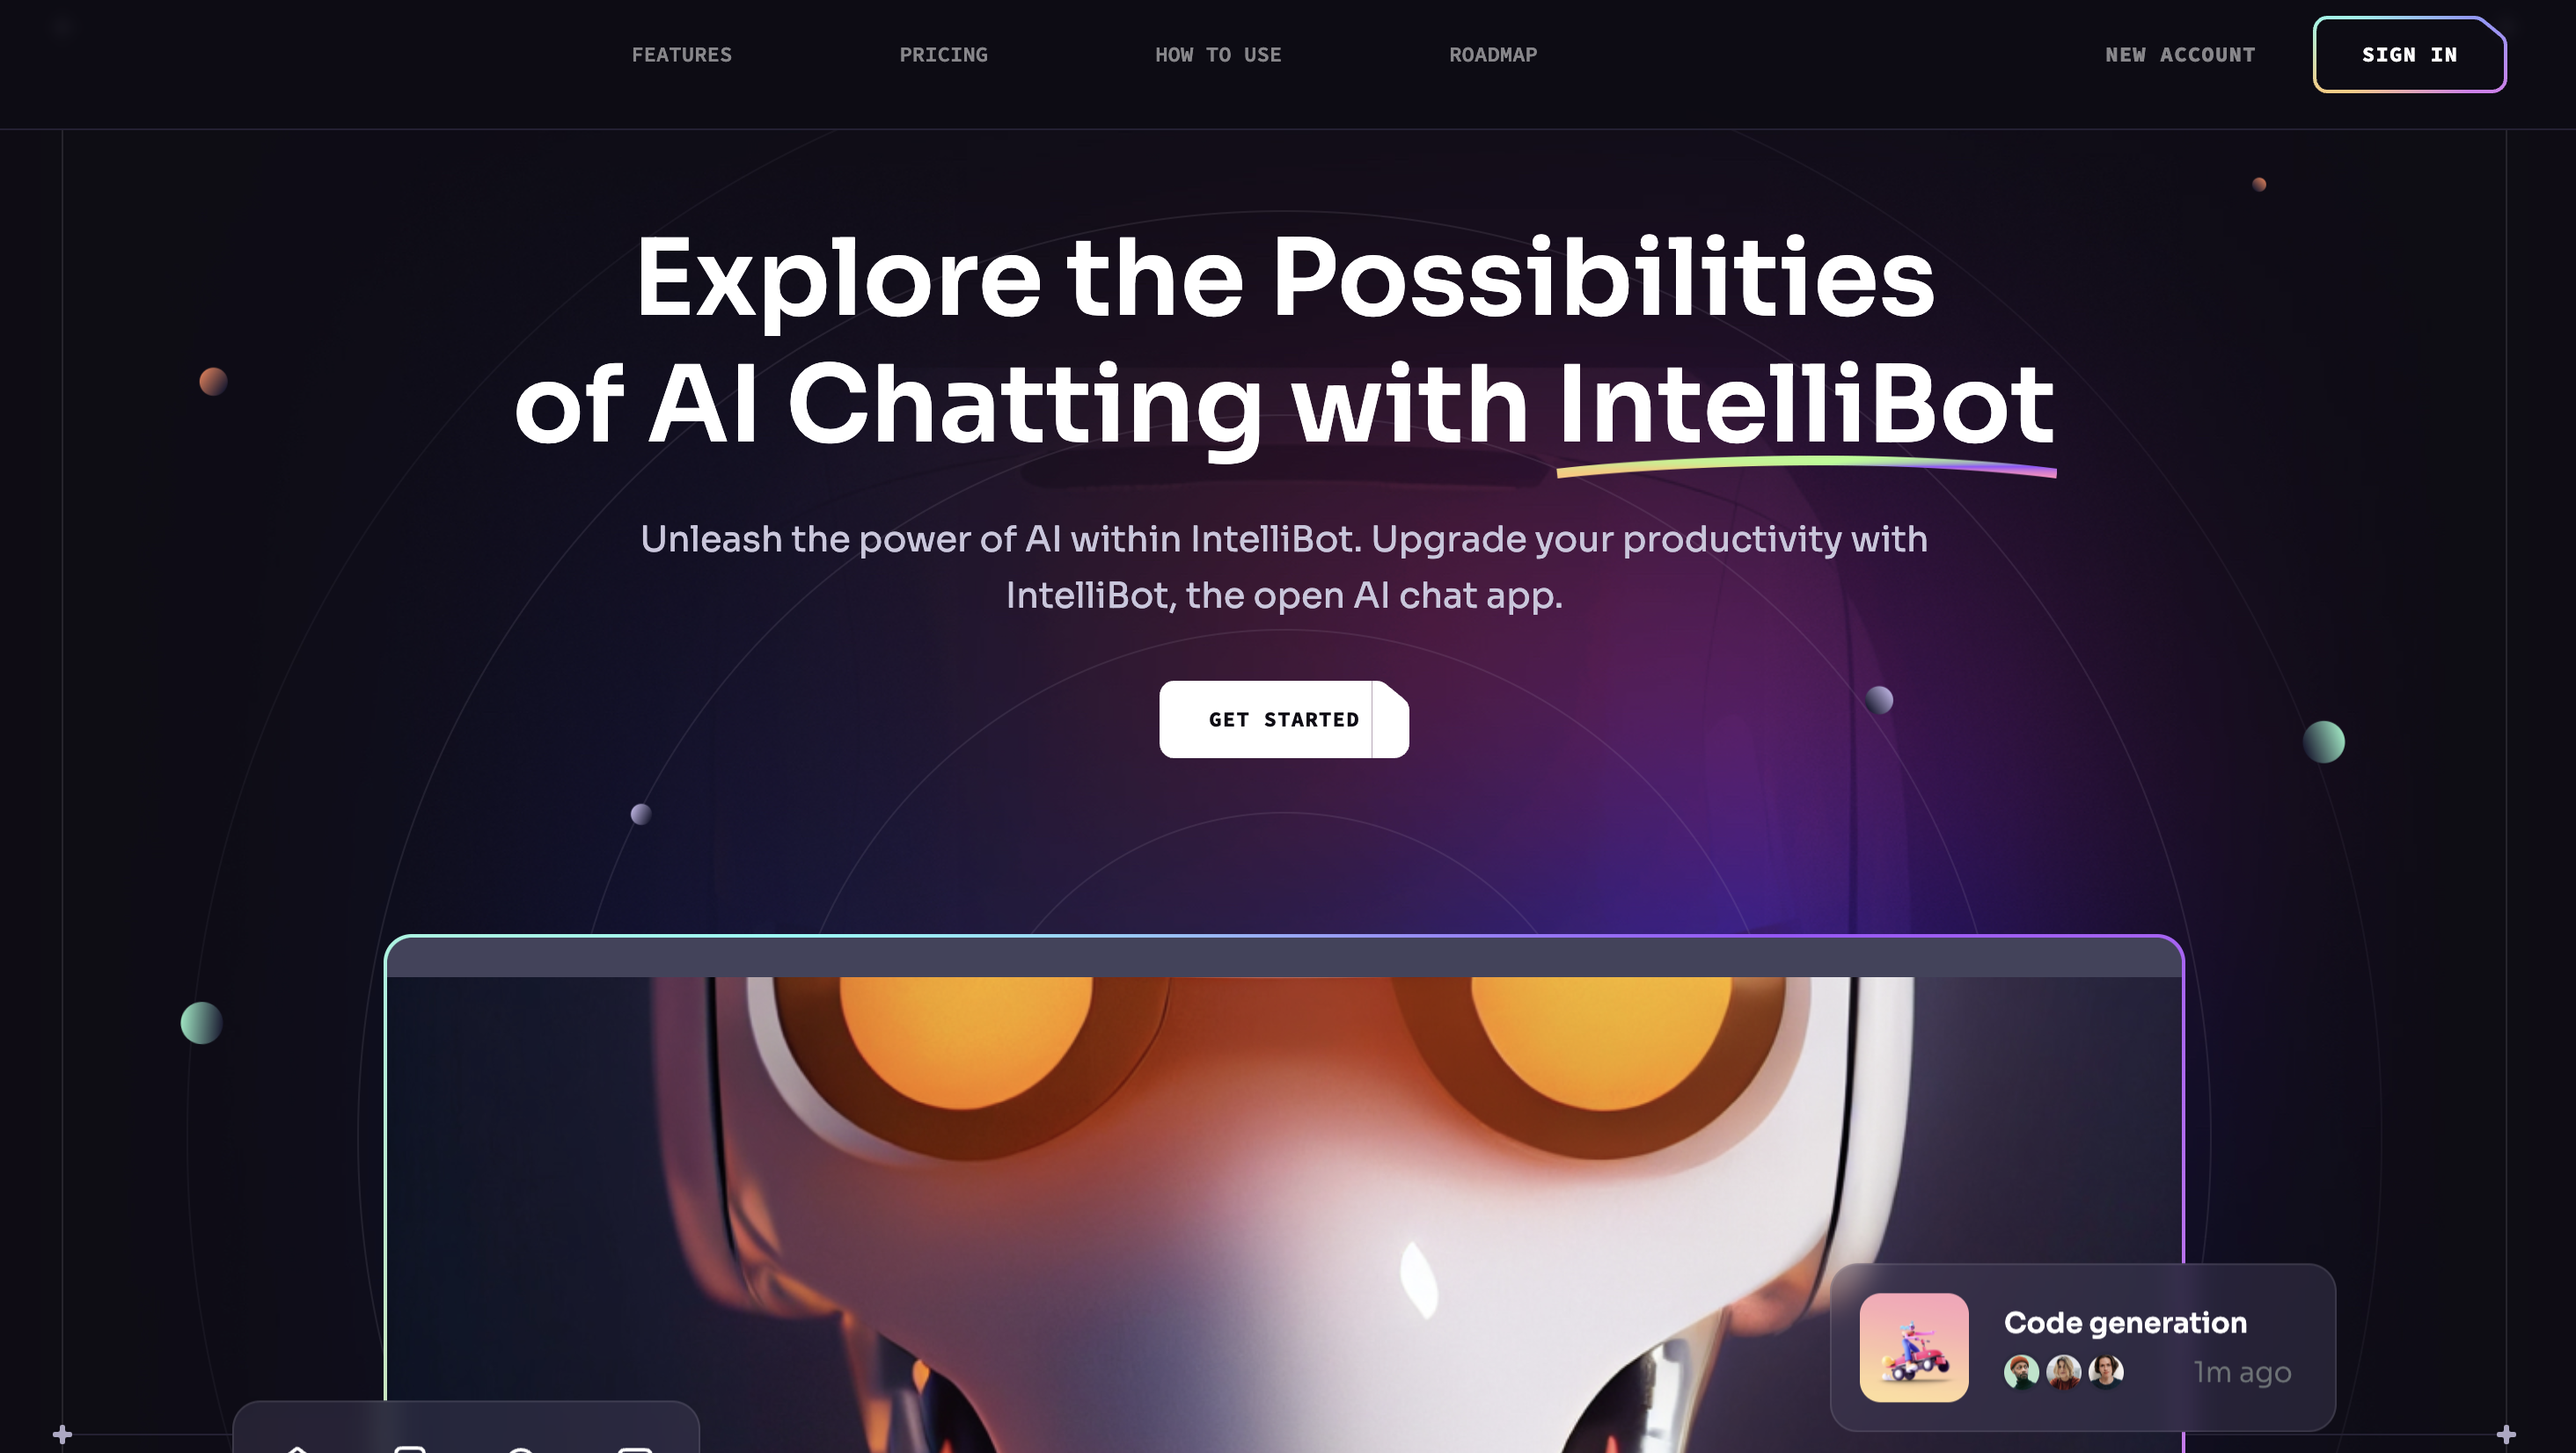 FEATURES
PRICING
HOW TO USE
ROADMAP
NEW ACCOUNT
SIGN IN
Explore the Possibilities
of AI Chatting with IntelliBot
Unleash the power of AI within IntelliBot. Upgrade your productivity with
IntelliBot, the open AI chat app.
GET STARTED
Code generation
1m ago